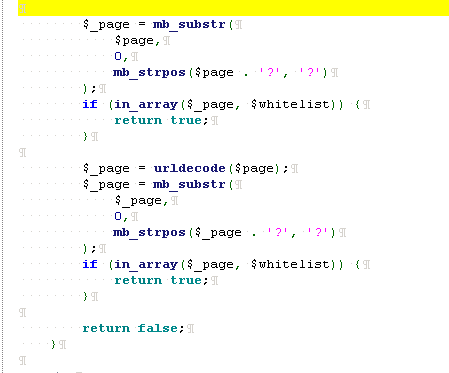 $_page = mb_substr(
$page,
0,
mb_strpos($page . '?', '?')
);
if (in_array($_page, $whitelist)) {
return true;
}
$_page = urldecode($page);
$_page = mb_substr(
$_page,
0,
mb_strpos($_page . '?', '?')
);
if (in_array($_page, $whitelist)) {
return true;
}
return false;
}